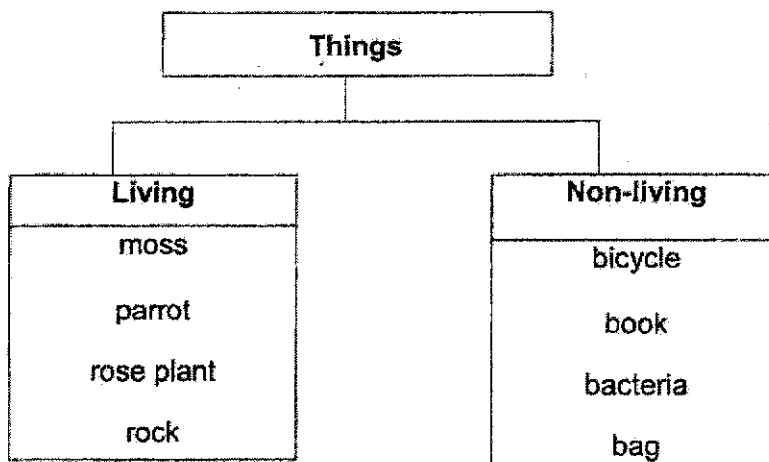 Things
Living
moss
parrot
rose plant
rock
Non-living
bicycle
book
bacteria
bag